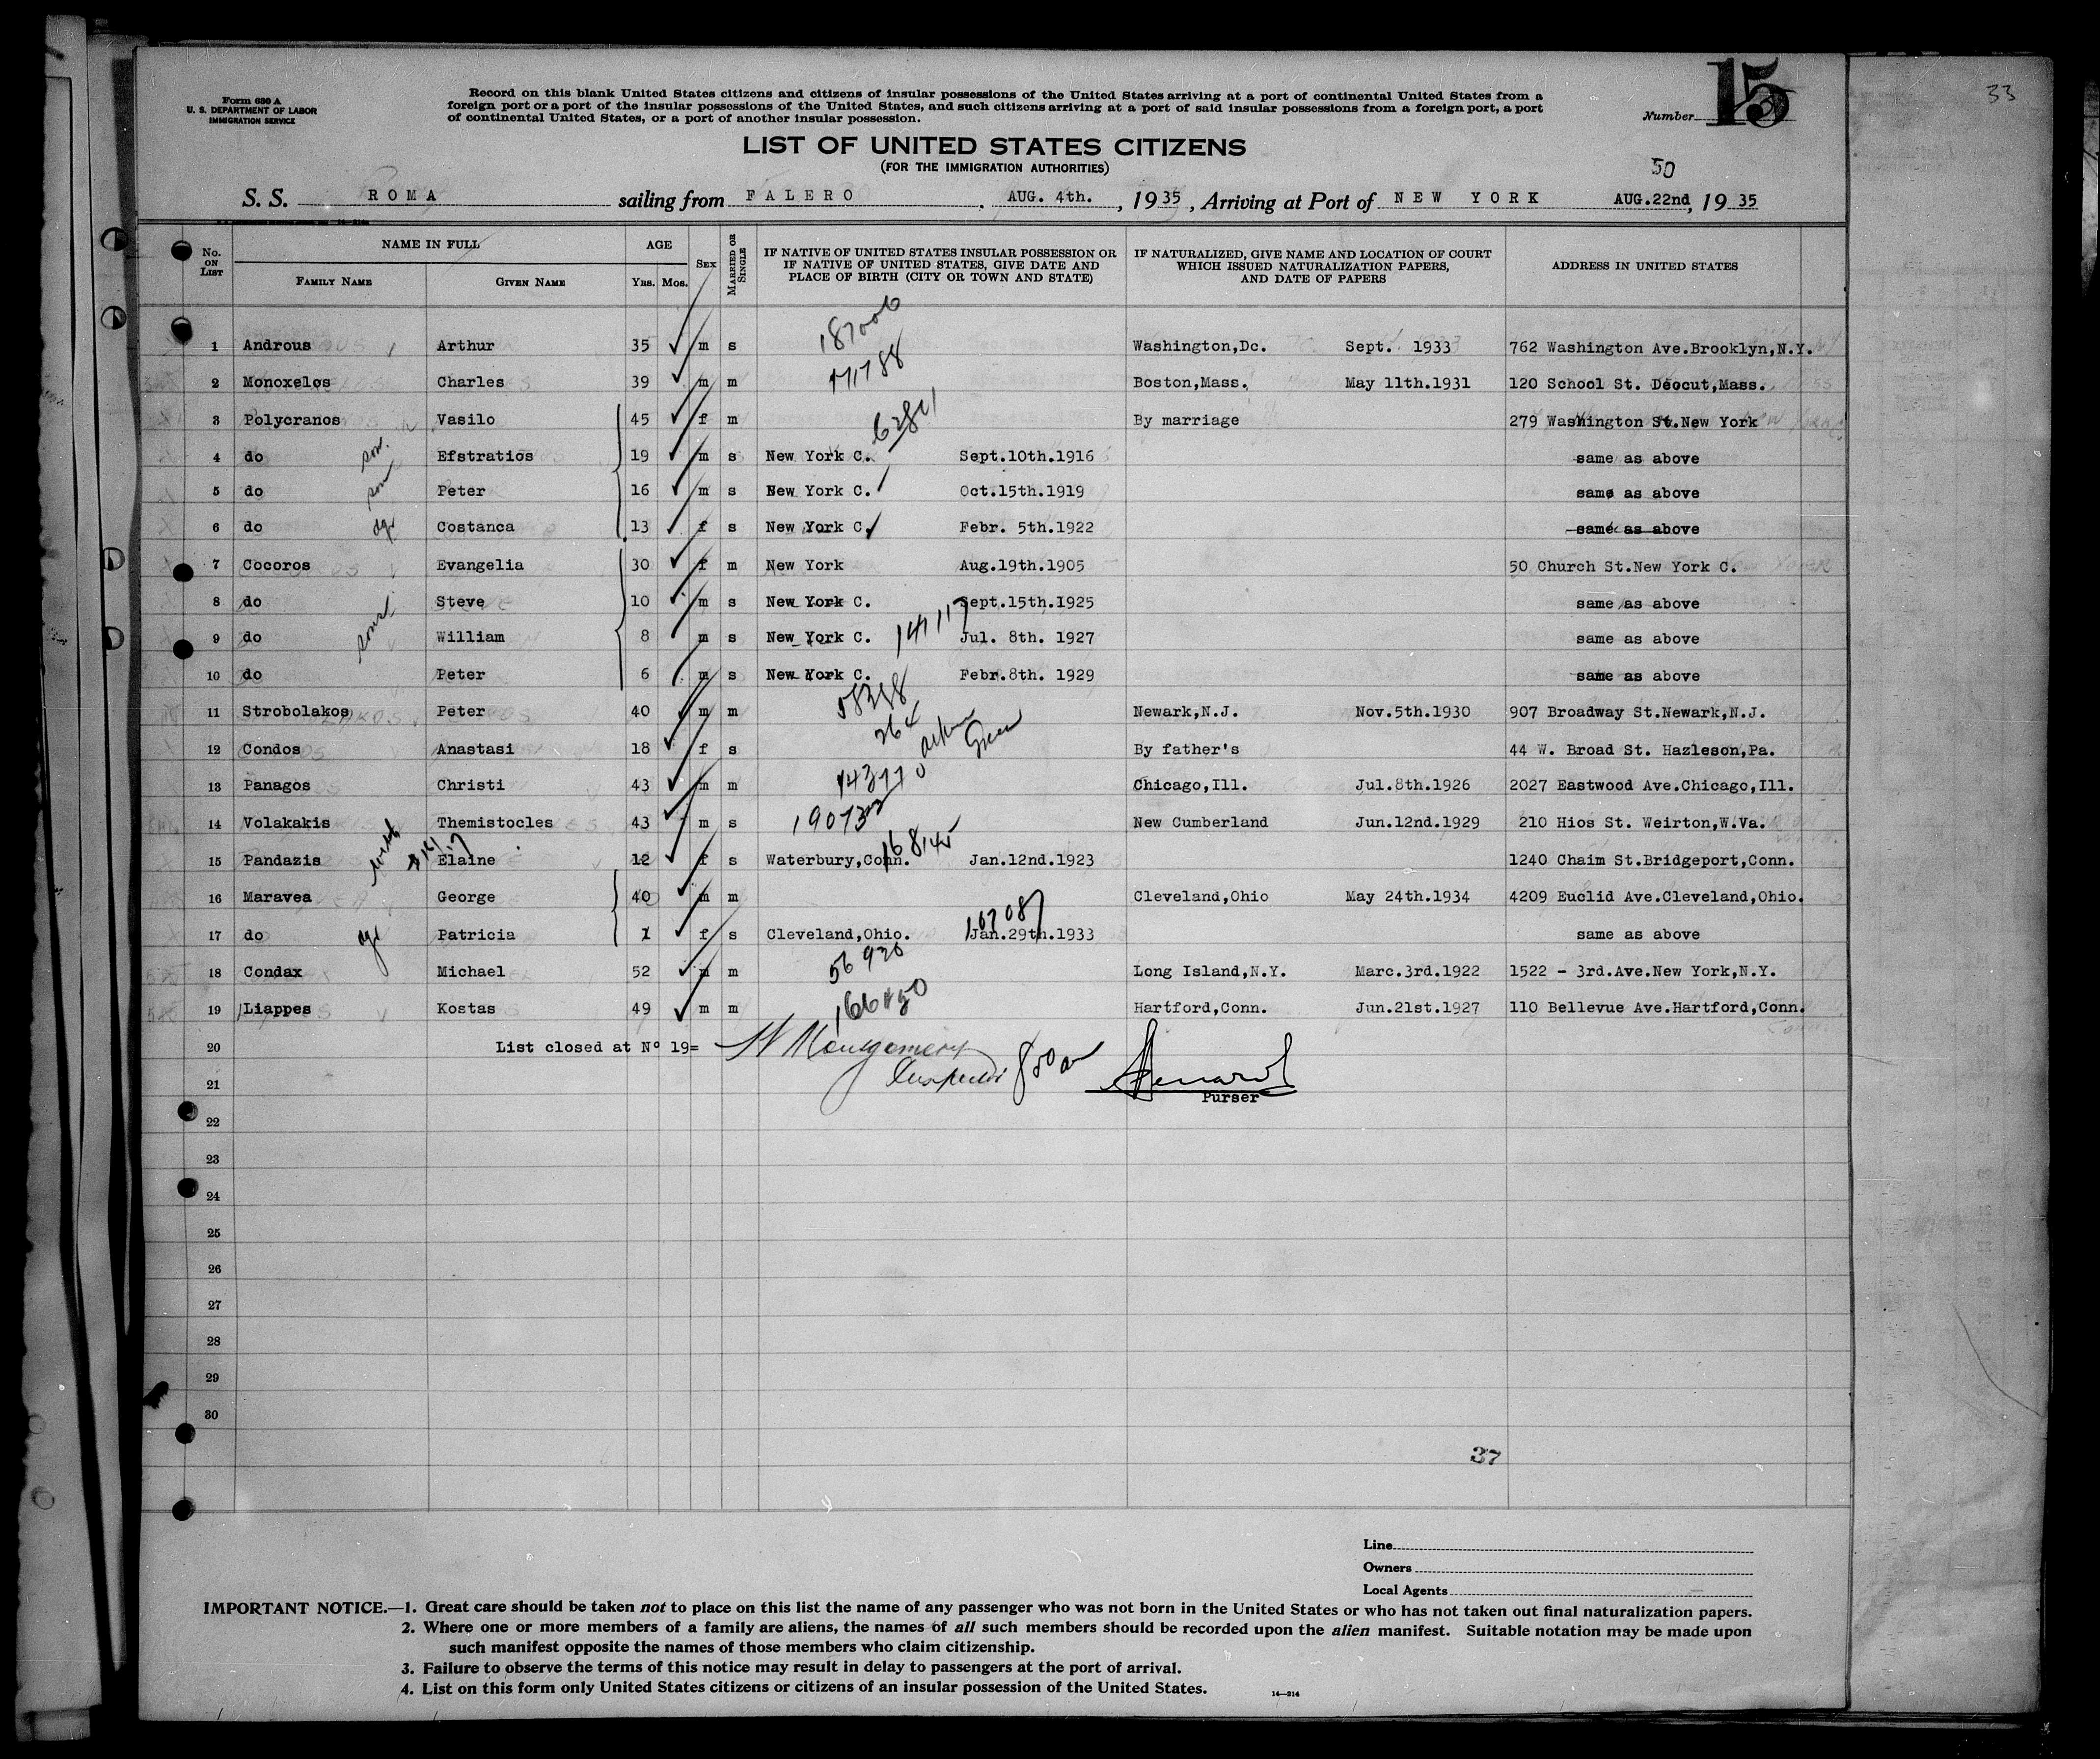 33
Form 630 A
U. S. DEPARTMENT OF LABOR
IMMIGRATION SERVICE
Record on this blank United States citizens and citizens of insular possessions of the United States arriving at a port of continental United States from a
foreign port or a port of the insular possessions of the United States, and such citizens arriving at a port of said insular possessions from a foreign port, a port
of continental United States, or a port of another insular possession.
Number 15
LIST OF UNITED STATES CITIZENS
(FOR THE IMMIGRATION AUTHORITIES)
50
S. S. ROMA sailing from FALERO, AUG. 4th., 1935, Arriving at Port of NEW YORK AUG.22nd, 1935
No. ON LIST NAME IN FULL FAMILY NAME GIVEN NAME AGE YRS. MOS. SEX MARRIED OR SINGLE IF NATIVE OF UNITED STATES INSULAR POSSESSION OR IF NATIVE OF UNITED STATES, GIVE DATE AND PLACE OF BIRTH (CITY OR TOWN AND STATE) IF NATURALIZED, GIVE NAME AND LOCATION OF COURT WHICH ISSUED NATURALIZATION PAPERS, AND DATE OF PAPERS ADDRESS IN UNITED STATES
1 Androus Arthur 35 m s 187006 Washington,Dc. Sept. 1933 762 Washington Ave.Brooklyn,N.Y.
2 Monoxelos Charles 39 m m 171788 Boston,Mass. May 11th.1931 120 School St. Deocut,Mass.
3 Polycranos Vasilo 45 f m By marriage 279 Washington St.New York
4 do son. Efstratios 19 m s New York C. Sept.10th.1916 same as above
5 do son Peter 16 m s New York C. Oct.15th.1919 same as above
6 do Costanca 13 f s New York C. Febr. 5th.1922 same as above
7 Cocoros Evangelia 30 f m New York Aug.19th.1905 50 Church St.New York C.
8 do Steve 10 m s New York C. Sept.15th.1925 same as above
9 do sons William 8 m s New York C. 141117 Jul. 8th. 1927 same as above
10 do Peter 6 m s New York C. Febr.8th. 1929 same as above
11 Strobolakos Peter 40 m m Newark,N.J. Nov.5th.1930 907 Broadway St.Newark,N.J.
12 Condos Anastasi 18 f s 264 By father's 44 W. Broad St. Hazleson,Pa.
13 Panagos Christi 43 m m Chicago,Ill. Jul.8th.1926 2027 Eastwood Ave.Chicago,Ill.
14 Volakakis Themistocles 43 m s New Cumberland Jun.12nd.1929 210 Hios St. Weirton,W.Va.
15 Pandazis Elaine 12 f s Waterbury,Conn. 168145 Jan.12nd.1923 1240 Chaim St.Bridgeport,Conn.
16 Maravea George 40 m m Cleveland,Ohio May 24th.1934 4209 Euclid Ave.Cleveland,Ohio.
17 do Patricia 1 f s Cleveland,Ohio. 167087 Jan.29th.1933 same as above
18 Condax Michael 52 m m Long Island,N.Y. Marc.3rd.1922 1522 - 3rd.Ave.New York,N.Y.
19 Liappes Kostas 49 m m Hartford,Conn. Jun.21st.1927 110 Bellevue Ave.Hartford,Conn.
20 List closed at Nº 19= Montgomery
21
Purser
22
23
24
25
26
27
28
29
30
37
Line
Owners
Local Agents
IMPORTANT NOTICE.—1. Great care should be taken not to place on this list the name of any passenger who was not born in the United States or who has not taken out final naturalization papers.
2. Where one or more members of a family are aliens, the names of all such members should be recorded upon the alien manifest. Suitable notation may be made upon
such manifest opposite the names of those members who claim citizenship.
3. Failure to observe the terms of this notice may result in delay to passengers at the port of arrival.
4. List on this form only United States citizens or citizens of an insular possession of the United States.
14—214